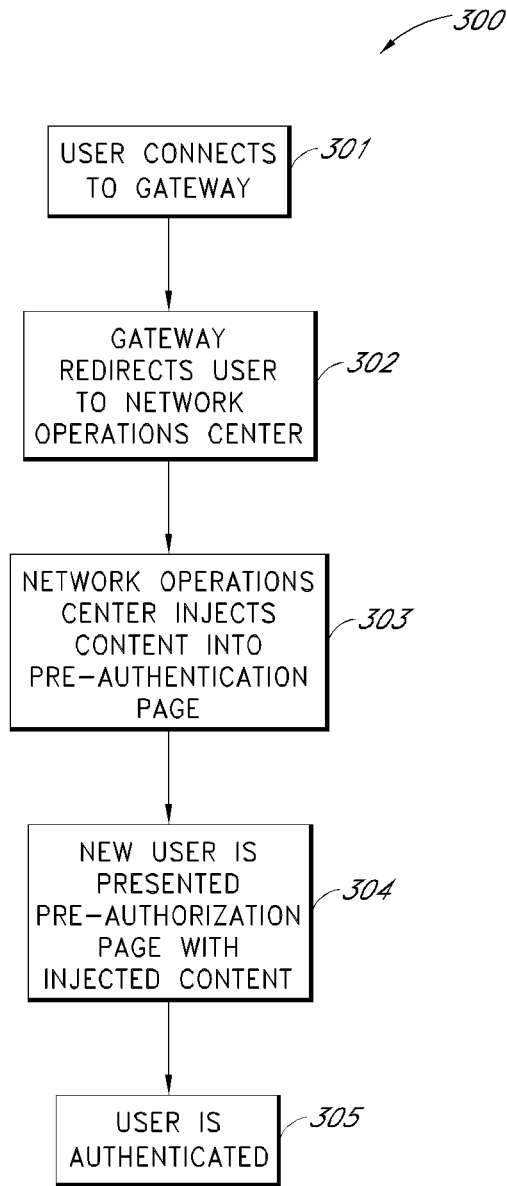 300
USER CONNECTS
TO GATEWAY
301
GATEWAY
REDIRECTS USER
TO NETWORK
OPERATIONS CENTER
302
NETWORK OPERATIONS
CENTER INJECTS
CONTENT INTO
PRE-AUTHENTICATION
PAGE
303
NEW USER IS
PRESENTED
PRE-AUTHORIZATION
PAGE WITH
INJECTED CONTENT
304
USER IS
AUTHENTICATED
305